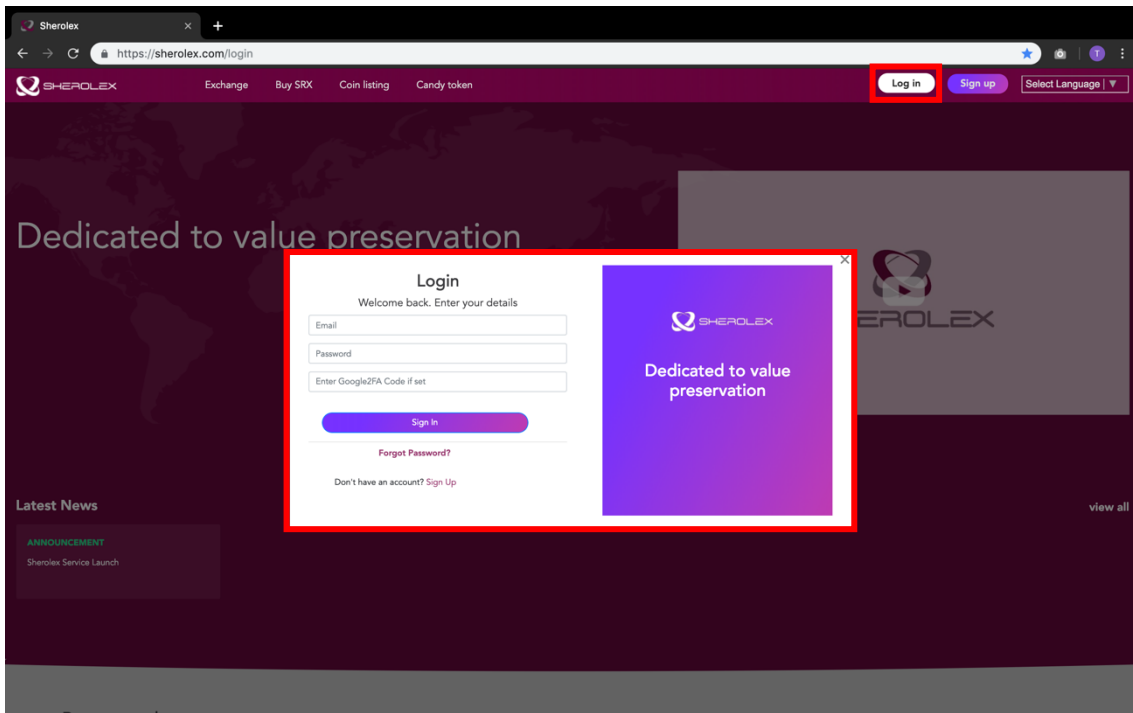 Sherolex
https://sherolex.com/login
T
SHEROLEX
Exchange
Buy SRX
Coin listing
Candy token
Log in
Sign up
Select Language
Dedicated to value preservation
Login
Welcome back. Enter your details
Email
Password
Enter Google2FA Code if set
Sign In
Forgot Password?
Don't have an account? Sign Up
SHEROLEX
Dedicated to value
preservation
EROLEX
Latest News
view all
ANNOUNCEMENT
Sherolex Service Launch